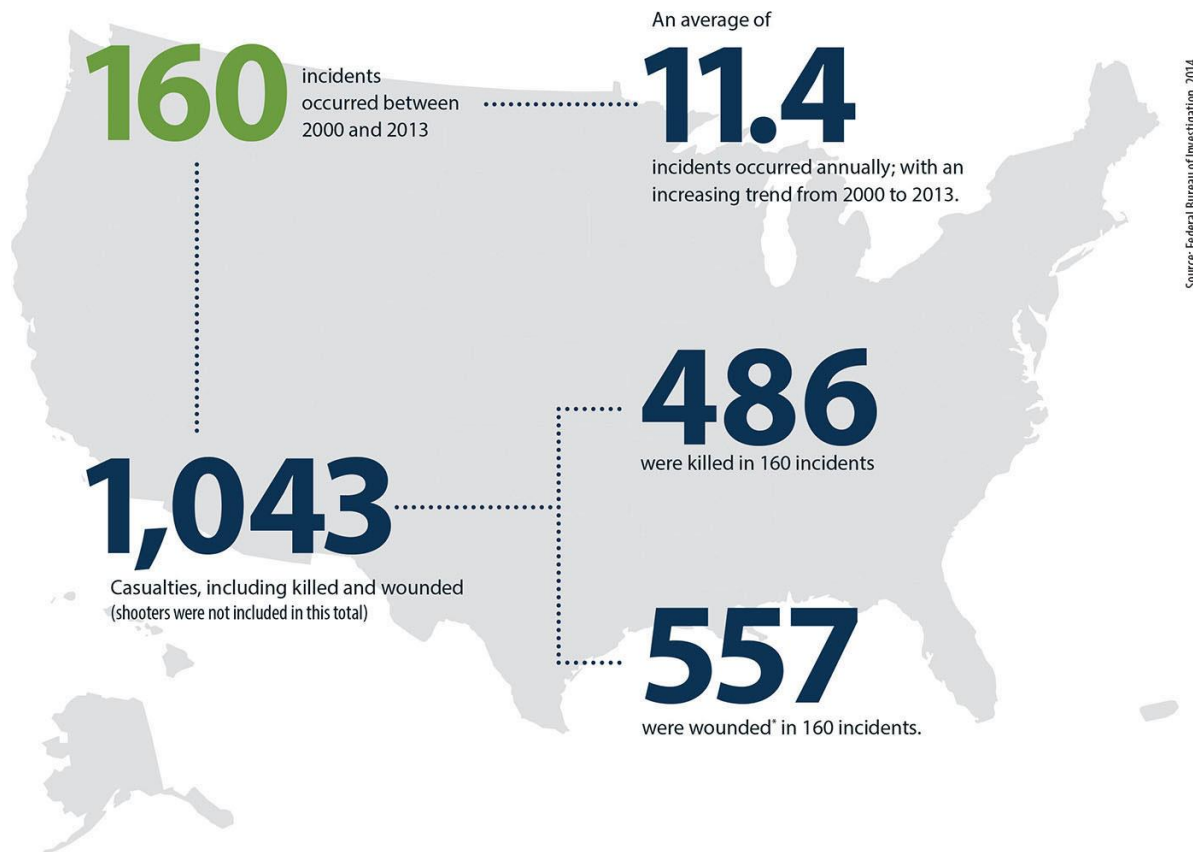 160
incidents
occurred between
2000 and 2013
An average of
11.4
incidents occurred annually; with an
increasing trend from 2000 to 2013.
1,043
Casualties, including killed and wounded
(shooters were not included in this total)
486
were killed in 160 incidents
557
were wounded* in 160 incidents.
Source: Federal Bureau of Investigation, 2014